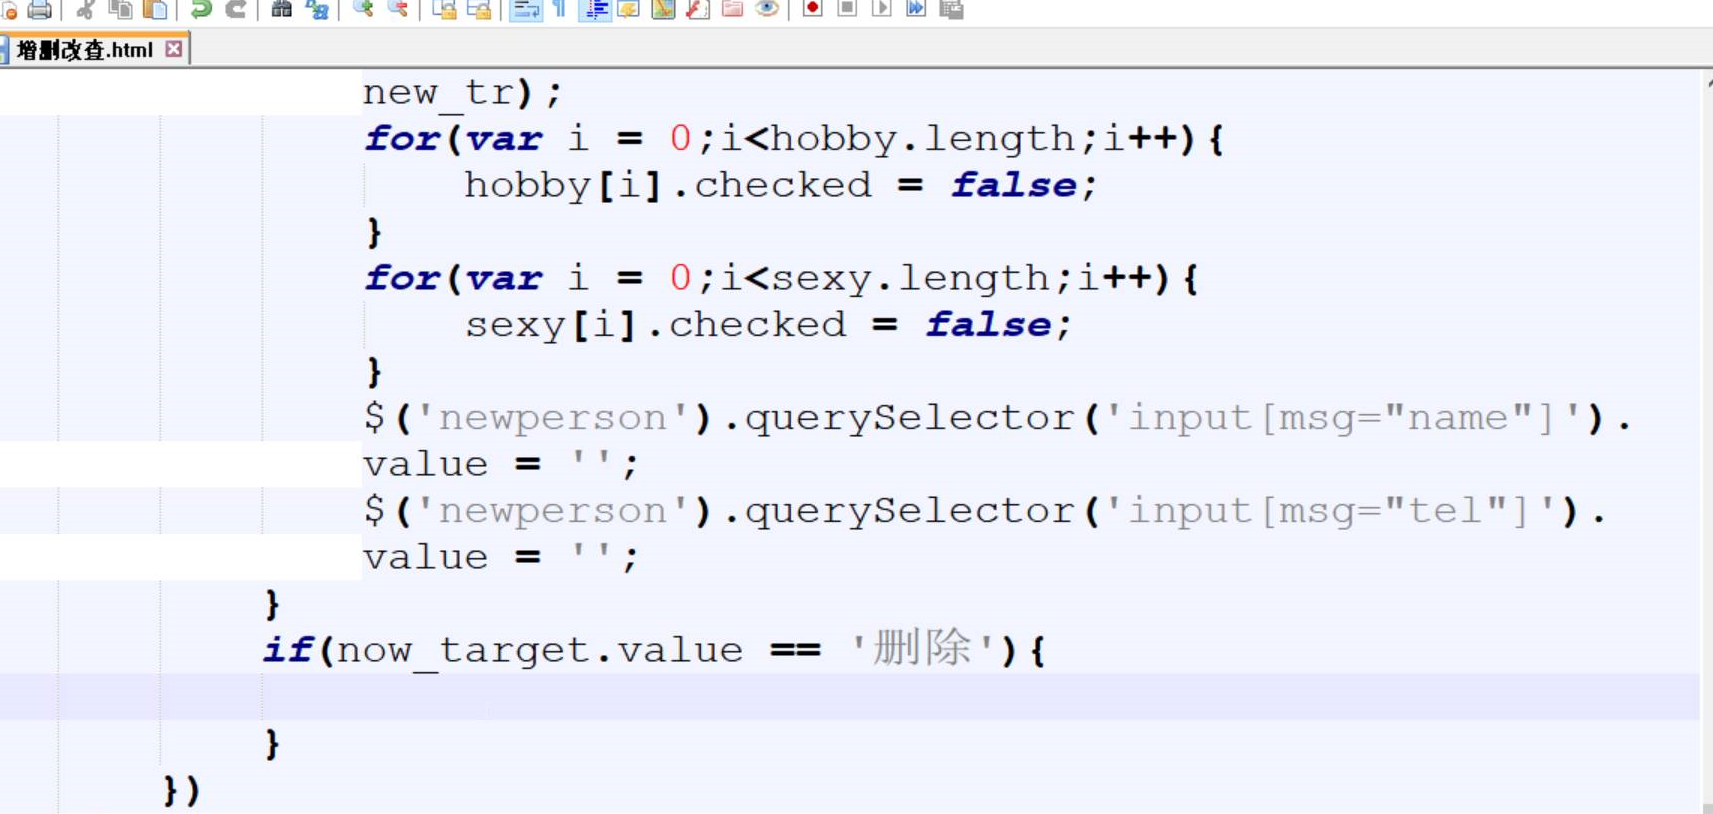 增删改查.html
new_tr);
for(var i = 0;i<hobby.length;i++){
hobby[i].checked = false;
}
for(var i = 0;i<sexy.length;i++){
sexy[i].checked = false;
}
$('newperson').querySelector('input[msg="name"]').
value = '';
$('newperson').querySelector('input[msg="tel"]').
value = '';
}
if(now_target.value == '删除'){
}
})